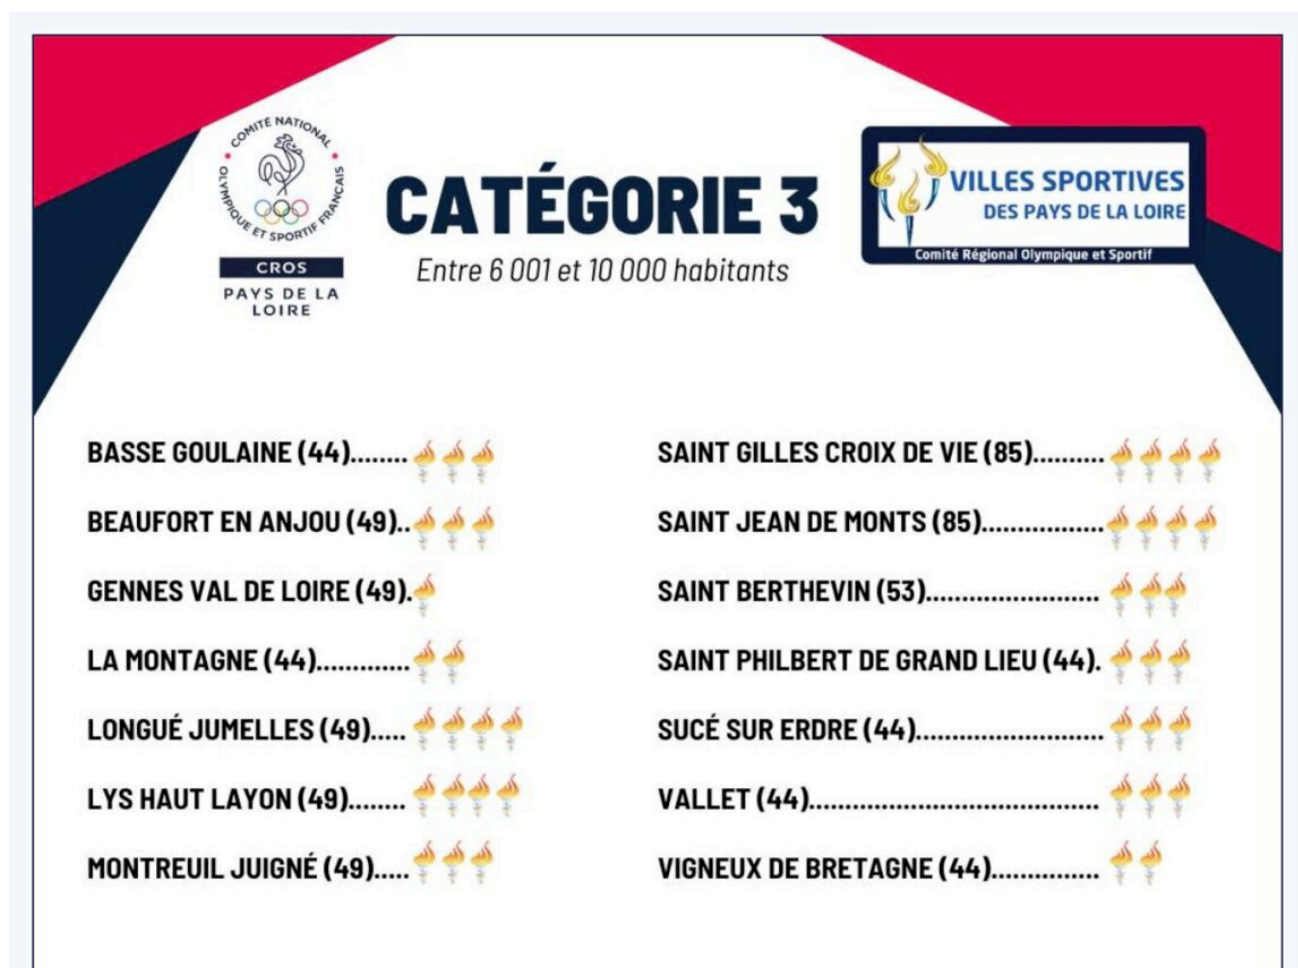 COMITÉ NATIONAL
OLYMPIQUE ET SPORTIF FRANÇAIS
CROS
PAYS DE LA
LOIRE
CATÉGORIE 3
Entre 6 001 et 10 000 habitants
VILLES SPORTIVES
DES PAYS DE LA LOIRE
Comité Régional Olympique et Sportif
BASSE GOULAINE (44)........
BEAUFORT EN ANJOU (49)..
GENNES VAL DE LOIRE (49).
LA MONTAGNE (44).............
LONGUÉ JUMELLES (49).....
LYS HAUT LAYON (49)........
MONTREUIL JUIGNÉ (49).....
SAINT GILLES CROIX DE VIE (85)..........
SAINT JEAN DE MONTS (85).................
SAINT BERTHEVIN (53)........................
SAINT PHILBERT DE GRAND LIEU (44).
SUCÉ SUR ERDRE (44)..........................
VALLET (44)........................................
VIGNEUX DE BRETAGNE (44)...............